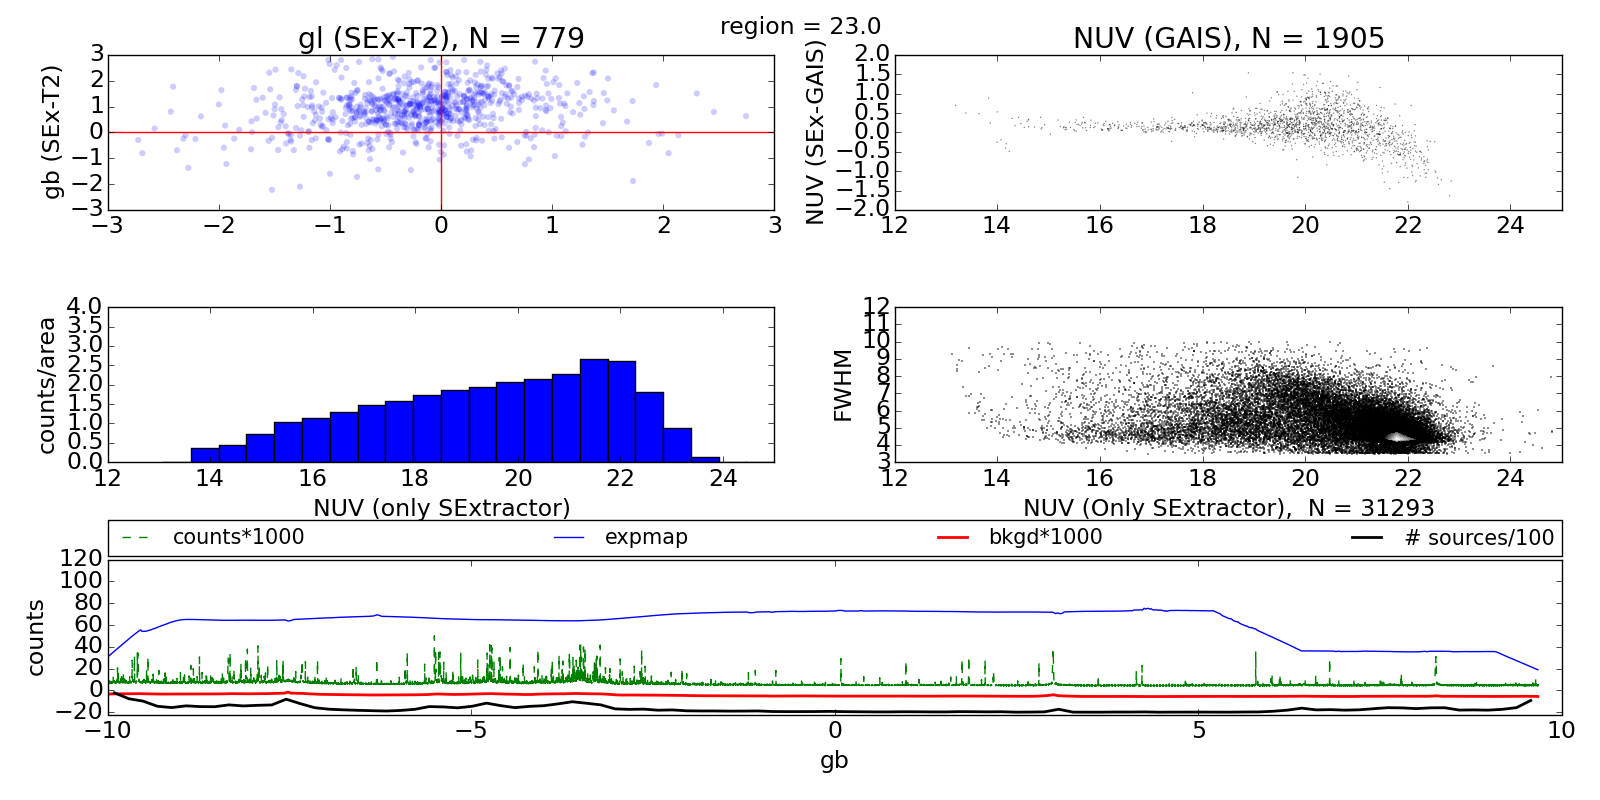 region = 23.0
gl (SEx-T2), N = 779
NUV (GAIS), N = 1905
gb (SEx-T2)
3
2
1
0
−1
−2
−3
−3 −2 −1 0 1 2 3
NUV (SEx-GAIS)
2.0
1.5
1.0
0.5
0.0
−0.5
−1.0
−1.5
−2.0
12 14 16 18 20 22 24
counts/area
4.0
3.5
3.0
2.5
2.0
1.5
1.0
0.5
0.0
12 14 16 18 20 22 24
NUV (only SExtractor)
FWHM
12
11
10
9
8
7
6
5
4
3
12 14 16 18 20 22 24
NUV (Only SExtractor), N = 31293
counts*1000 expmap bkgd*1000 # sources/100
counts
120
100
80
60
40
20
0
−20
−10 −5 0 5 10
gb